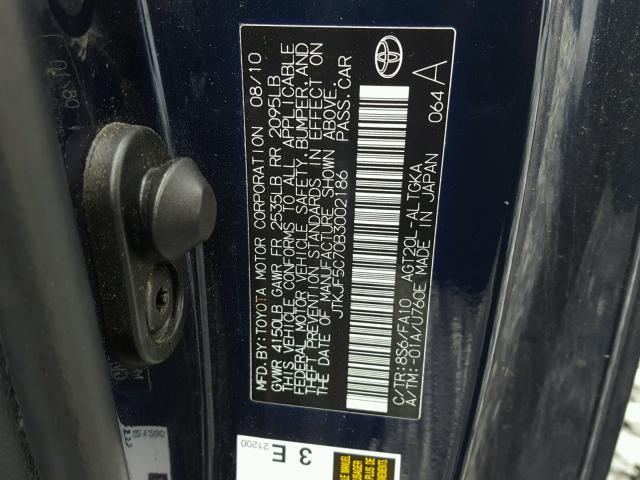 MFD.BY: TOYOTA MOTOR CORPORATION 08/10
GVWR 4150LB GAWR FR 2535LB RR 2095LB
THIS VEHICLE CONFORMS TO ALL APPLICABLE
FEDERAL MOTOR VEHICLE SAFETY, BUMPER, AND
THEFT PREVENTION STANDARDS IN EFFECT ON
THE DATE OF MANUFACTURE SHOWN ABOVE.
JTKJF5C70B3002186 PASS.CAR
C/TR:8S6/FA10 AGT20L-ALTGKA
A/TM:-01A/U760E MADE IN JAPAN
064 A
3 E
21200